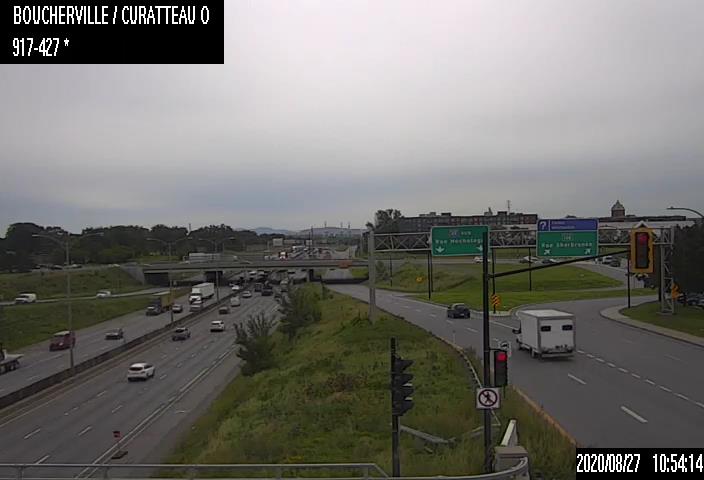 BOUCHERVILLE / CURATTEAU O
917-427 *
Rue Hochelaga
Rue Sherbrooke
2020/08/27 10:54:14